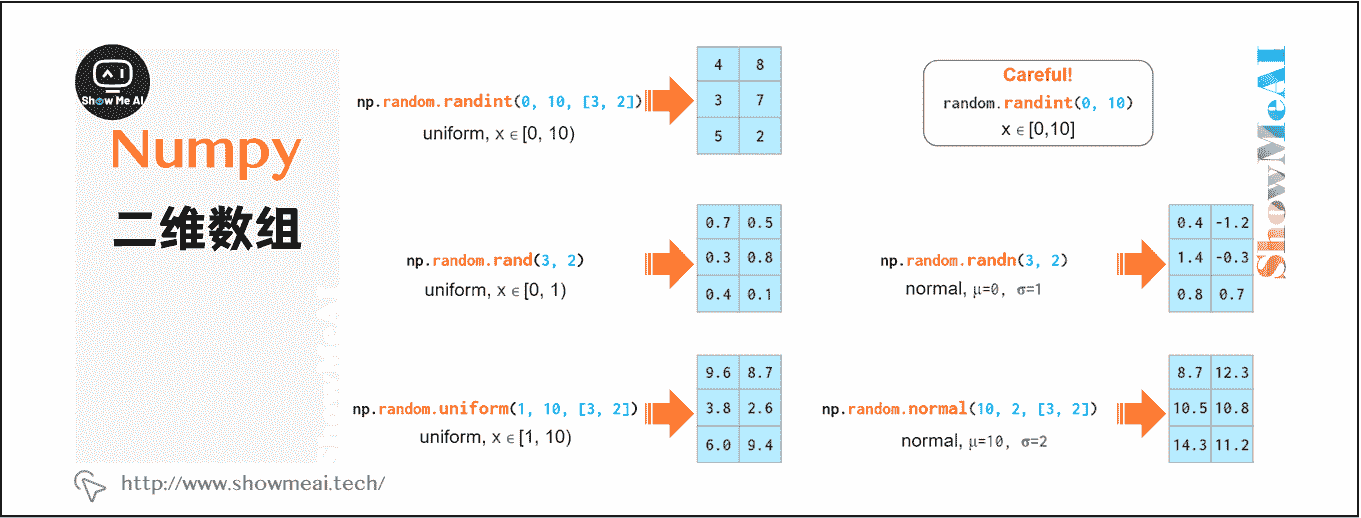 Show Me AI
Numpy
二维数组
np.random.randint(0, 10, [3, 2])
uniform, x ∈ [0, 10)
4 8
3 7
5 2
Careful!
random.randint(0, 10)
x ∈ [0,10]
np.random.rand(3, 2)
uniform, x ∈ [0, 1)
0.7 0.5
0.3 0.8
0.4 0.1
np.random.randn(3, 2)
normal, μ=0, σ=1
0.4 -1.2
1.4 -0.3
0.8 0.7
np.random.uniform(1, 10, [3, 2])
uniform, x ∈ [1, 10)
9.6 8.7
3.8 2.6
6.0 9.4
np.random.normal(10, 2, [3, 2])
normal, μ=10, σ=2
8.7 12.3
10.5 10.8
14.3 11.2
ShowMeAI
ShowMeAI
http://www.showmeai.tech/